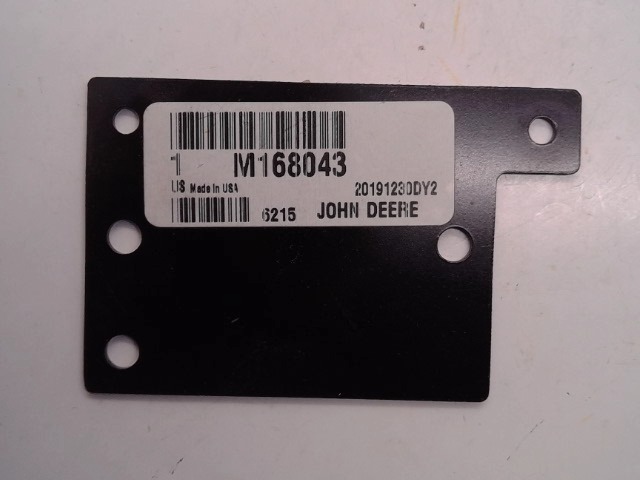 1 M168043
US Made In USA 20191230DY2
6215 JOHN DEERE